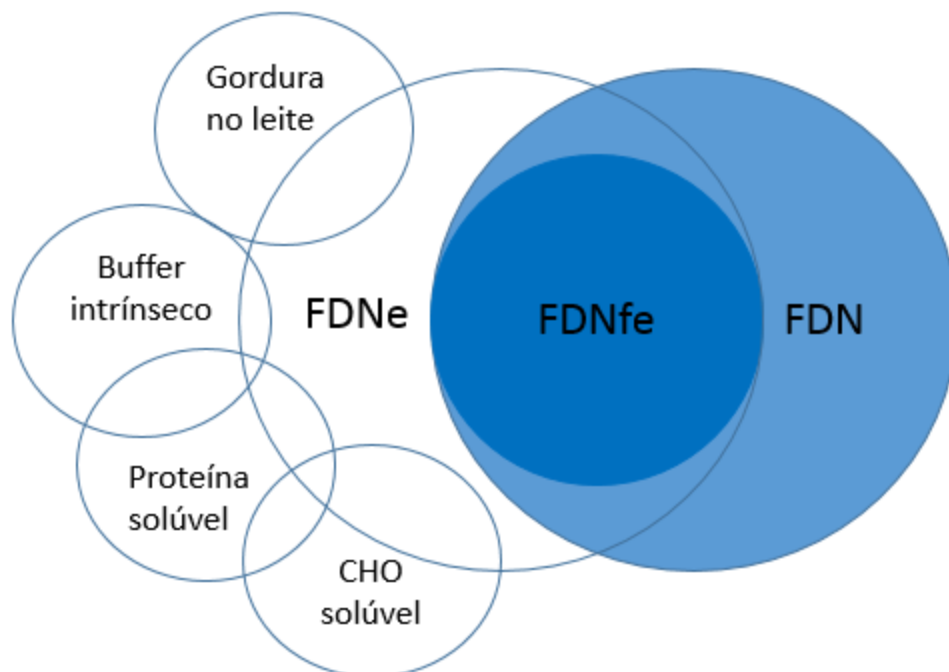 Gordura
no leite
Buffer
intrínseco
FDNe
FDNfe
FDN
Proteína
solúvel
CHO
solúvel